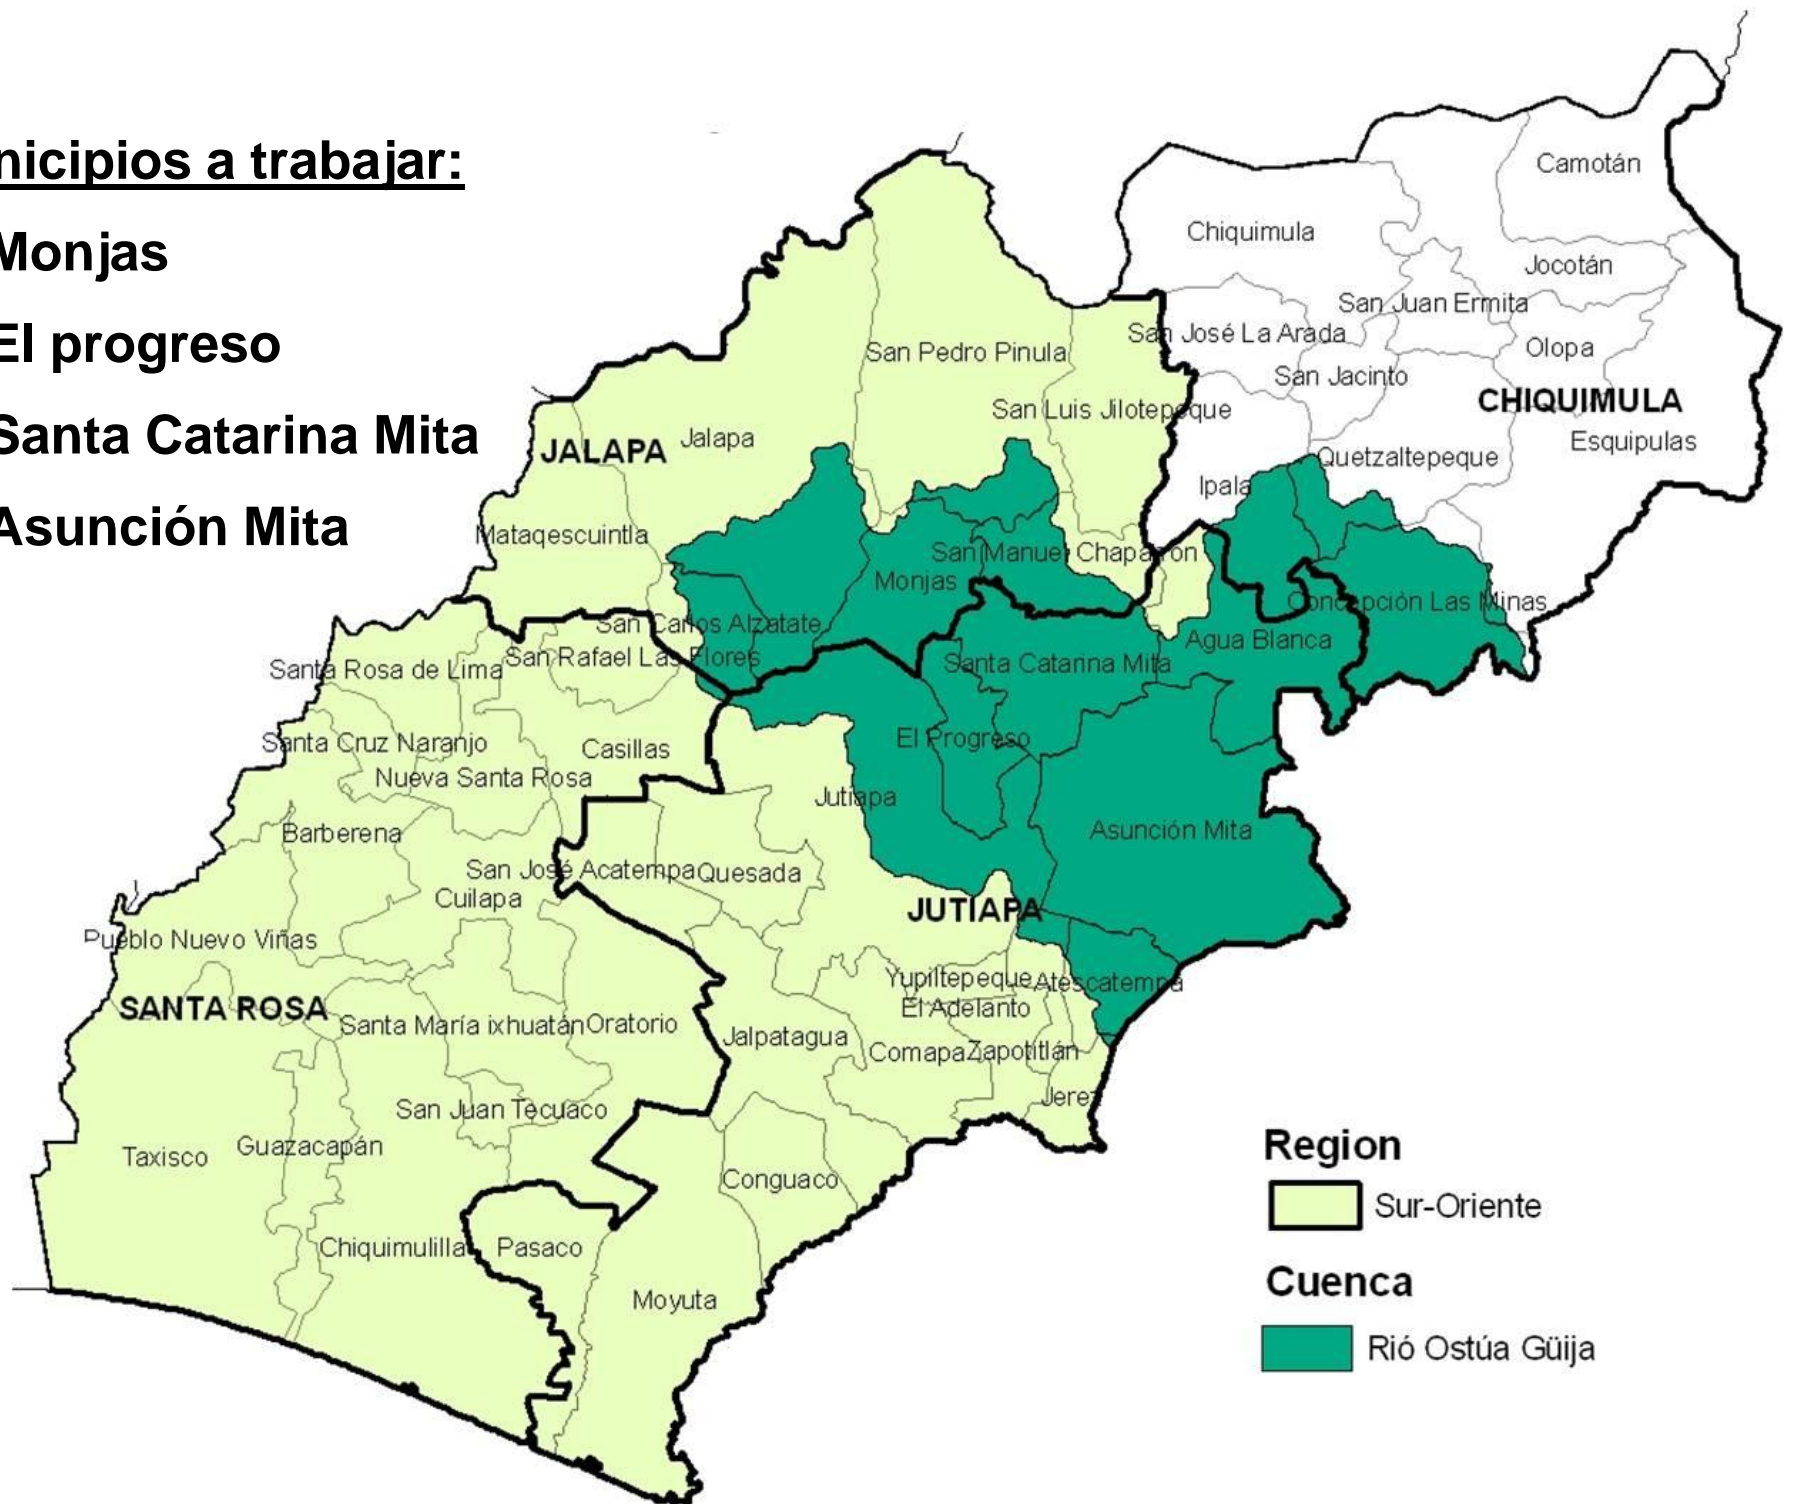 nicipios a trabajar:
Monjas
El progreso
Santa Catarina Mita
Asunción Mita
Camotán
Chiquimula
Jocotán
San Juan Ermita
San José La Arada
Olopa
San Pedro Pinula
San Jacinto
CHIQUIMULA
San Luis Jilotepeque
Esquipulas
JALAPA
Jalapa
Quetzaltepeque
Ipala
Mataqescuintla
San Manuel Chaparron
Monjas
Concepción Las Minas
San Carlos Alzatate
Agua Blanca
San Rafael Las Flores
Santa Catarina Mita
Santa Rosa de Lima
El Progreso
Santa Cruz Naranjo
Casillas
Nueva Santa Rosa
Jutiapa
Asunción Mita
Barberena
San José Acatempa
Quesada
Cuilapa
JUTIAPA
Pueblo Nuevo Viñas
Yupiltepeque
Atescatempa
SANTA ROSA
El Adelanto
Santa María ixhuatán
Oratorio
Jalpatagua
Comapa
Zapotitlán
Jerez
San Juan Tecuaco
Taxisco
Guazacapán
Conguaco
Chiquimulilla
Pasaco
Moyuta
Region
Sur-Oriente
Cuenca
Rió Ostúa Güija